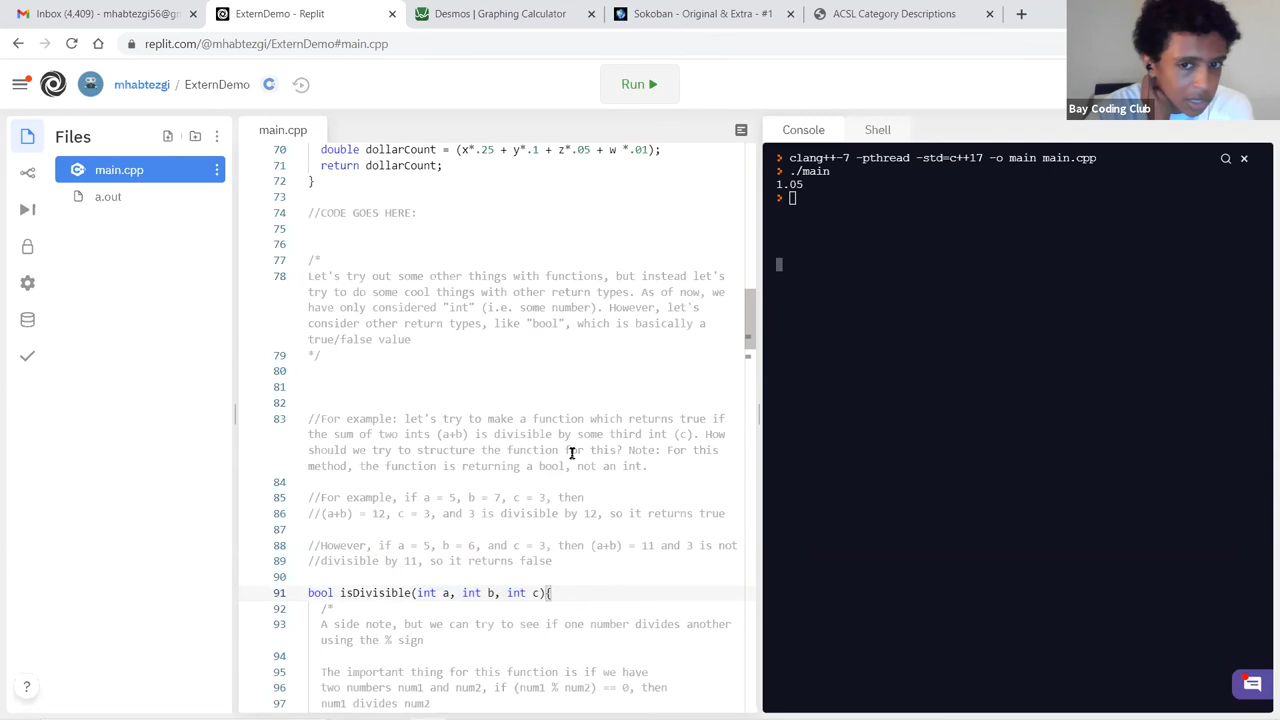 Inbox (4,409) - mhabtezgi56@gm
ExternDemo - Replit
Desmos | Graphing Calculator
Sokoban - Original & Extra - #1
ACSL Category Descriptions
replit.com/@mhabtezgi/ExternDemo#main.cpp
mhabtezgi / ExternDemo
Run
Bay Coding Club
Files
main.cpp
a.out
main.cpp
70 double dollarCount = (x*.25 + y*.1 + z*.05 + w *.01);
71 return dollarCount;
72 }
73
74 //CODE GOES HERE:
75
76
77 /*
78 Let's try out some other things with functions, but instead let's
try to do some cool things with other return types. As of now, we
have only considered "int" (i.e. some number). However, let's
consider other return types, like "bool", which is basically a
true/false value
79 */
80
81
82
83 //For example: let's try to make a function which returns true if
the sum of two ints (a+b) is divisible by some third int (c). How
should we try to structure the function for this? Note: For this
method, the function is returning a bool, not an int.
84
85 //For example, if a = 5, b = 7, c = 3, then
86 //(a+b) = 12, c = 3, and 3 is divisible by 12, so it returns true
87
88 //However, if a = 5, b = 6, and c = 3, then (a+b) = 11 and 3 is not
89 //divisible by 11, so it returns false
90
91 bool isDivisible(int a, int b, int c){
92 /*
93 A side note, but we can try to see if one number divides another
using the % sign
94
95 The important thing for this function is if we have
96 two numbers num1 and num2, if (num1 % num2) == 0, then
97 num1 divides num2
Console
Shell
clang++-7 -pthread -std=c++17 -o main main.cpp
./main
1.05
?